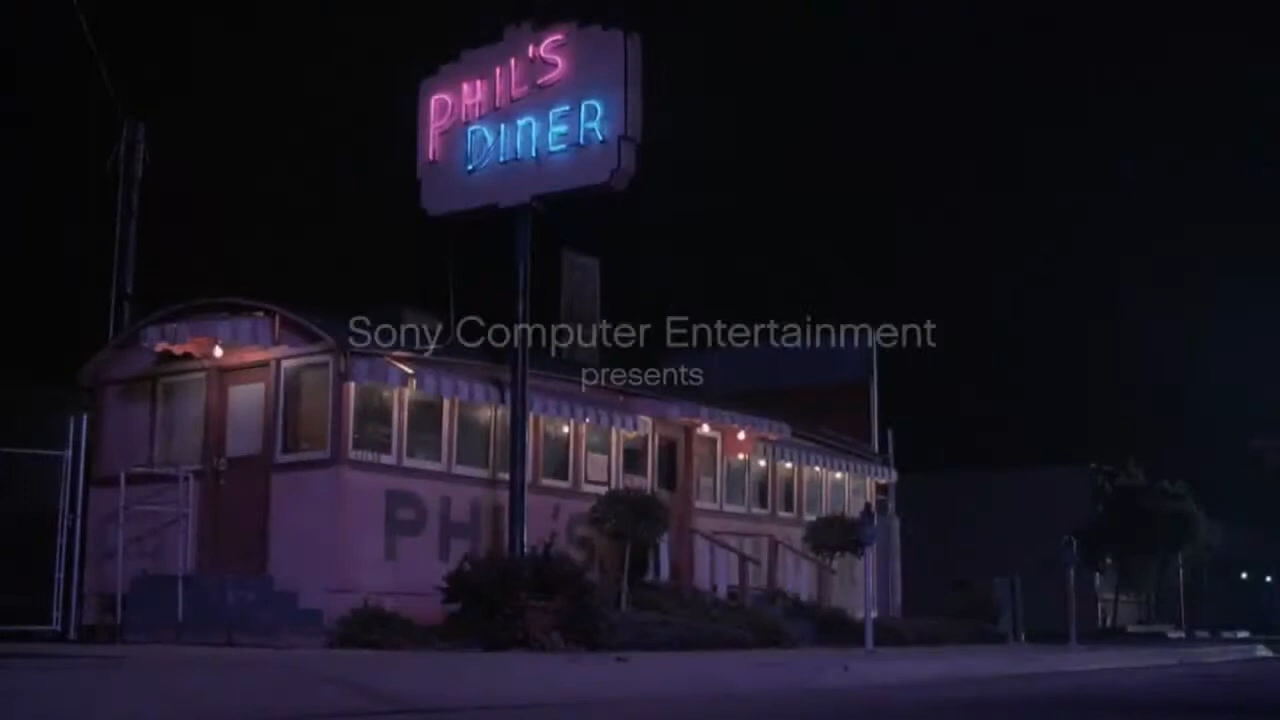 PHIL'S
DINER
Sony Computer Entertainment
presents
PHIL'S